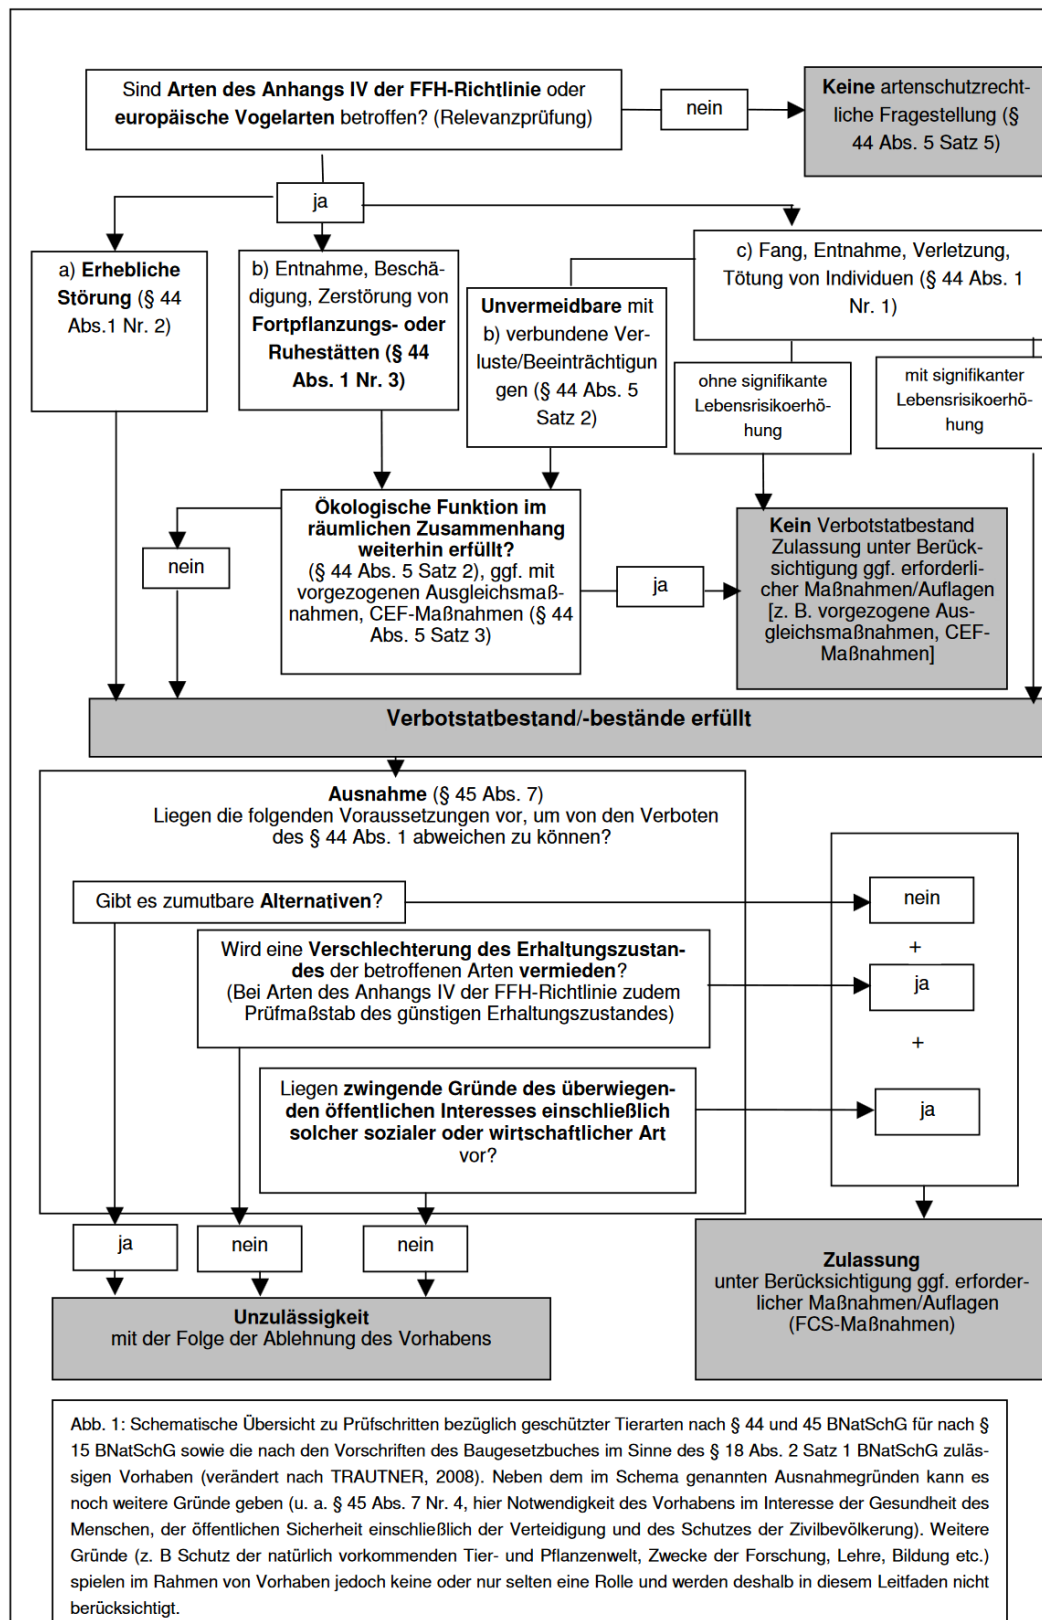 Sind Arten des Anhangs IV der FFH-Richtlinie oder
europäische Vogelarten betroffen? (Relevanzprüfung)
nein
Keine artenschutzrecht-
liche Fragestellung (§
44 Abs. 5 Satz 5)
ja
a) Erhebliche
Störung (§ 44
Abs.1 Nr. 2)
b) Entnahme, Beschä-
digung, Zerstörung von
Fortpflanzungs- oder
Ruhestätten (§ 44
Abs. 1 Nr. 3)
Unvermeidbare mit
b) verbundene Ver-
luste/Beeinträchtigun
gen (§ 44 Abs. 5
Satz 2)
c) Fang, Entnahme, Verletzung,
Tötung von Individuen (§ 44 Abs. 1
Nr. 1)
ohne signifikante
Lebensrisikoerhö-
hung
mit signifikanter
Lebensrisikoerhö-
hung
Ökologische Funktion im
räumlichen Zusammenhang
weiterhin erfüllt?
(§ 44 Abs. 5 Satz 2), ggf. mit
vorgezogenen Ausgleichsmaß-
nahmen, CEF-Maßnahmen (§ 44
Abs. 5 Satz 3)
nein
ja
Kein Verbotstatbestand
Zulassung unter Berück-
sichtigung ggf. erforderli-
cher Maßnahmen/Auflagen
[z. B. vorgezogene Aus-
gleichsmaßnahmen, CEF-
Maßnahmen]
Verbotstatbestand/-bestände erfüllt
Ausnahme (§ 45 Abs. 7)
Liegen die folgenden Voraussetzungen vor, um von den Verboten
des § 44 Abs. 1 abweichen zu können?
Gibt es zumutbare Alternativen?
nein
+
Wird eine Verschlechterung des Erhaltungszustan-
des der betroffenen Arten vermieden?
(Bei Arten des Anhangs IV der FFH-Richtlinie zudem
Prüfmaßstab des günstigen Erhaltungszustandes)
ja
+
Liegen zwingende Gründe des überwiegen-
den öffentlichen Interesses einschließlich
solcher sozialer oder wirtschaftlicher Art
vor?
ja
ja
nein
nein
Unzulässigkeit
mit der Folge der Ablehnung des Vorhabens
Zulassung
unter Berücksichtigung ggf. erforder-
licher Maßnahmen/Auflagen
(FCS-Maßnahmen)
Abb. 1: Schematische Übersicht zu Prüfschritten bezüglich geschützter Tierarten nach § 44 und 45 BNatSchG für nach §
15 BNatSchG sowie die nach den Vorschriften des Baugesetzbuches im Sinne des § 18 Abs. 2 Satz 1 BNatSchG zuläs-
sigen Vorhaben (verändert nach TRAUTNER, 2008). Neben dem im Schema genannten Ausnahmegründen kann es
noch weitere Gründe geben (u. a. § 45 Abs. 7 Nr. 4, hier Notwendigkeit des Vorhabens im Interesse der Gesundheit des
Menschen, der öffentlichen Sicherheit einschließlich der Verteidigung und des Schutzes der Zivilbevölkerung). Weitere
Gründe (z. B Schutz der natürlich vorkommenden Tier- und Pflanzenwelt, Zwecke der Forschung, Lehre, Bildung etc.)
spielen im Rahmen von Vorhaben jedoch keine oder nur selten eine Rolle und werden deshalb in diesem Leitfaden nicht
berücksichtigt.